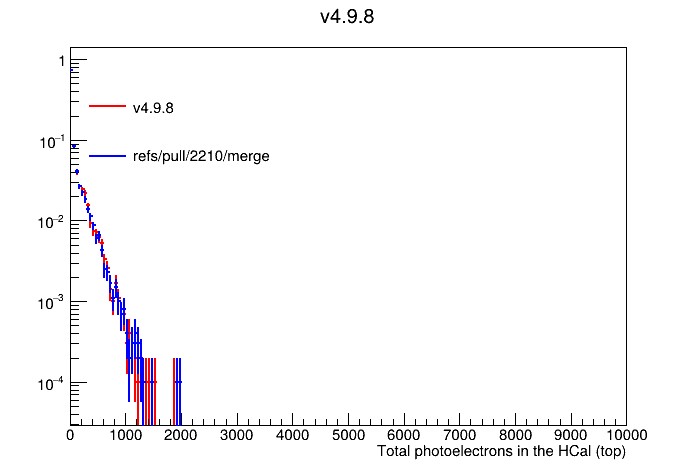 v4.9.8
1
v4.9.8
10⁻¹
refs/pull/2210/merge
10⁻²
10⁻³
10⁻⁴
0 1000 2000 3000 4000 5000 6000 7000 8000 9000 10000
Total photoelectrons in the HCal (top)